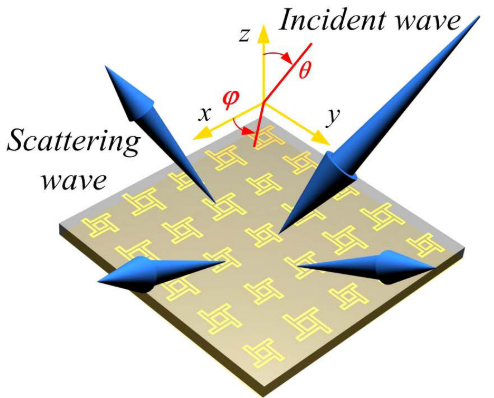 Incident wave
z
θ
x
φ
y
Scattering
wave